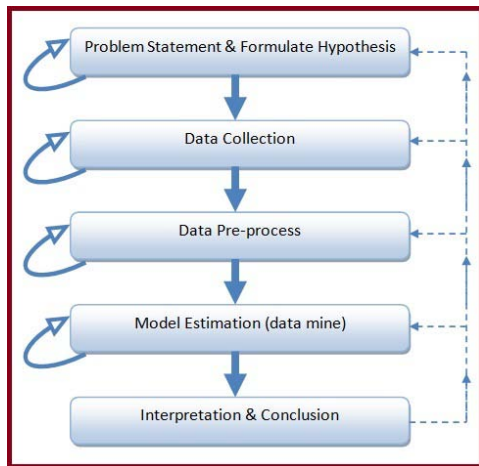 Problem Statement & Formulate Hypothesis
Data Collection
Data Pre-process
Model Estimation (data mine)
Interpretation & Conclusion